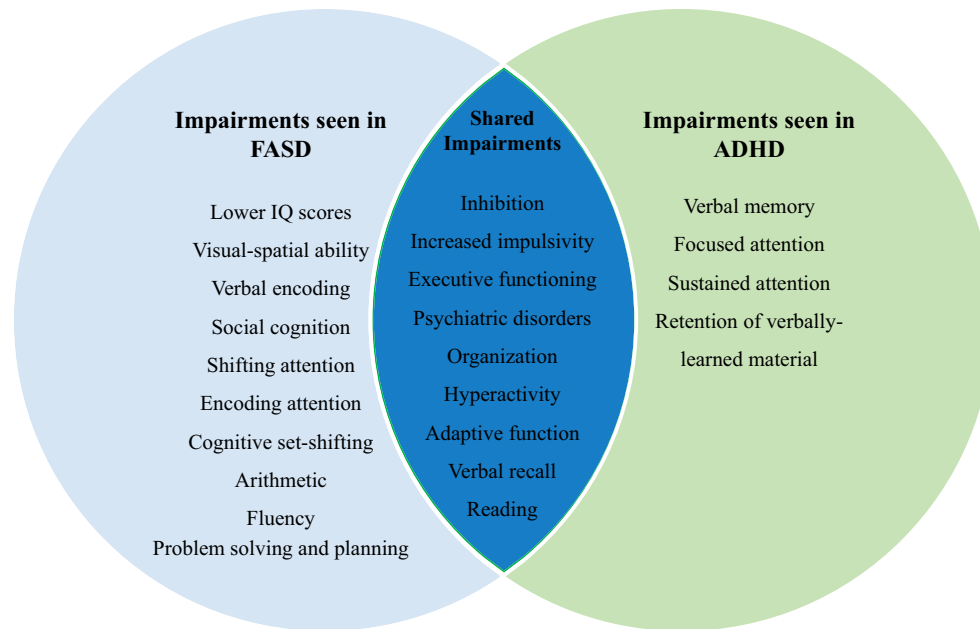 Impairments seen in
FASD
Lower IQ scores
Visual-spatial ability
Verbal encoding
Social cognition
Shifting attention
Encoding attention
Cognitive set-shifting
Arithmetic
Fluency
Problem solving and planning
Shared
Impairments
Inhibition
Increased impulsivity
Executive functioning
Psychiatric disorders
Organization
Hyperactivity
Adaptive function
Verbal recall
Reading
Impairments seen in
ADHD
Verbal memory
Focused attention
Sustained attention
Retention of verbally-
learned material